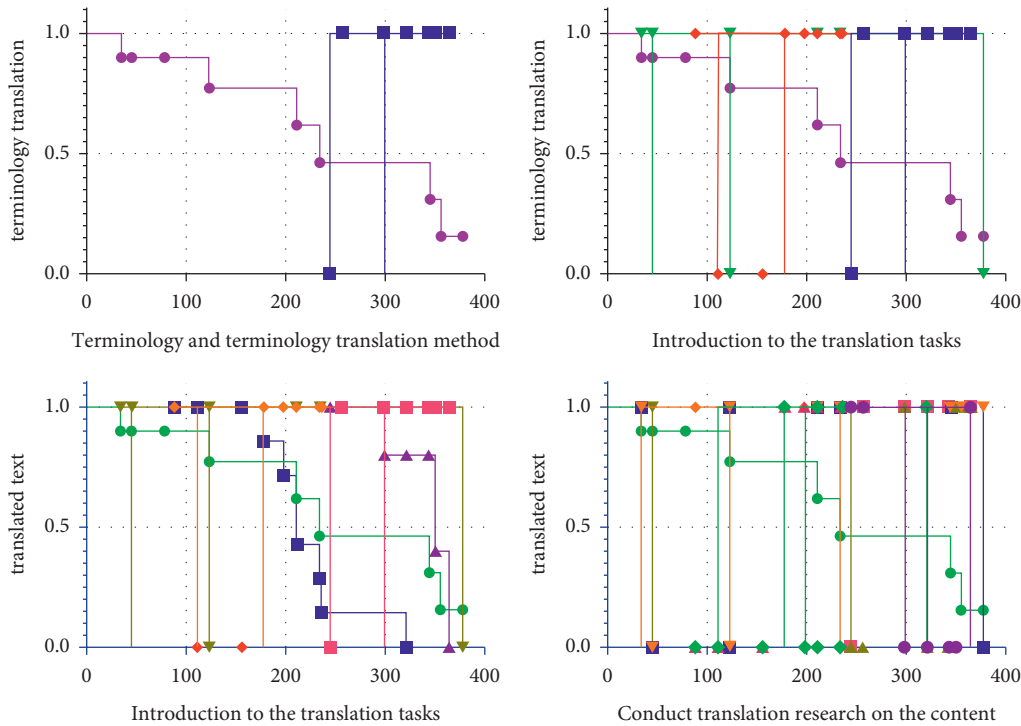 1.0
0.5
0.0
terminology translation
0 100 200 300 400
Terminology and terminology translation method
1.0
0.5
0.0
terminology translation
0 100 200 300 400
Introduction to the translation tasks
1.0
0.5
0.0
translated text
0 100 200 300 400
Introduction to the translation tasks
1.0
0.5
0.0
translated text
0 100 200 300 400
Conduct translation research on the content